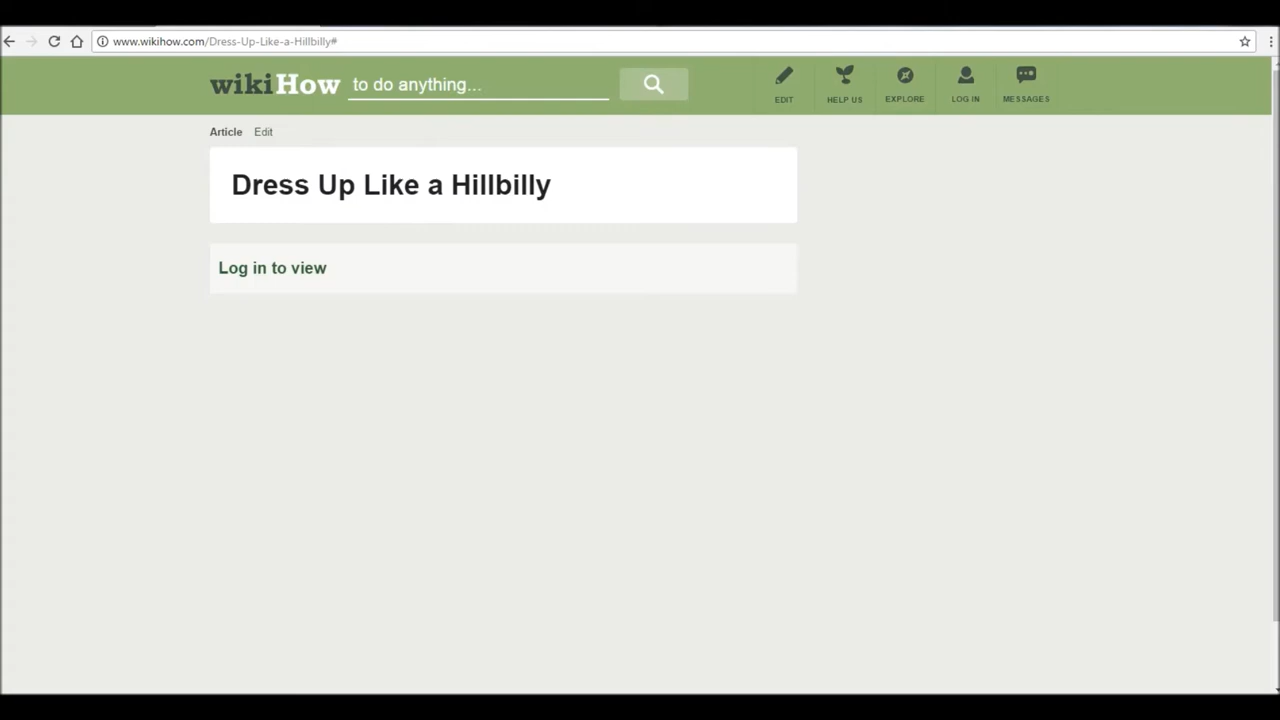 www.wikihow.com/Dress-Up-Like-a-Hillbilly#
wikiHow to do anything...
EDIT HELP US EXPLORE LOG IN MESSAGES
Article Edit
Dress Up Like a Hillbilly
Log in to view